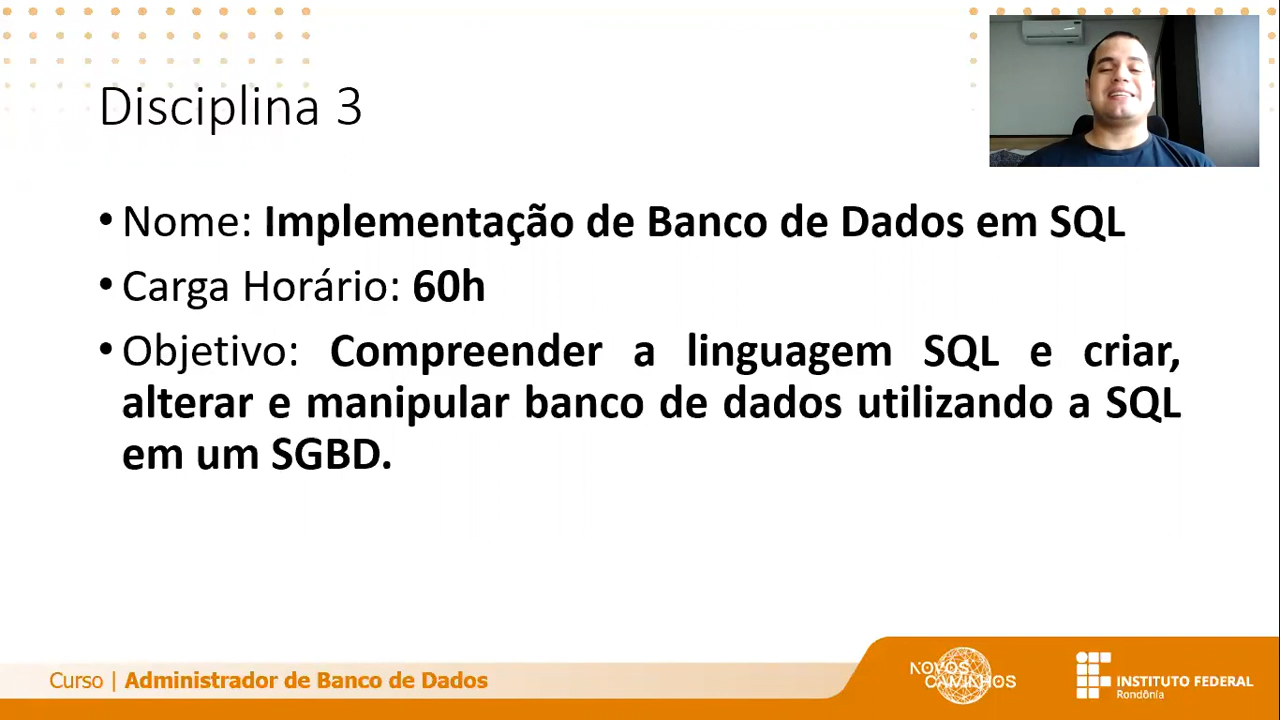 Disciplina 3
• Nome: Implementação de Banco de Dados em SQL
• Carga Horário: 60h
• Objetivo: Compreender a linguagem SQL e criar,
alterar e manipular banco de dados utilizando a SQL
em um SGBD.
Curso | Administrador de Banco de Dados
NOVOS
CAMINHOS
INSTITUTO FEDERAL
Rondônia